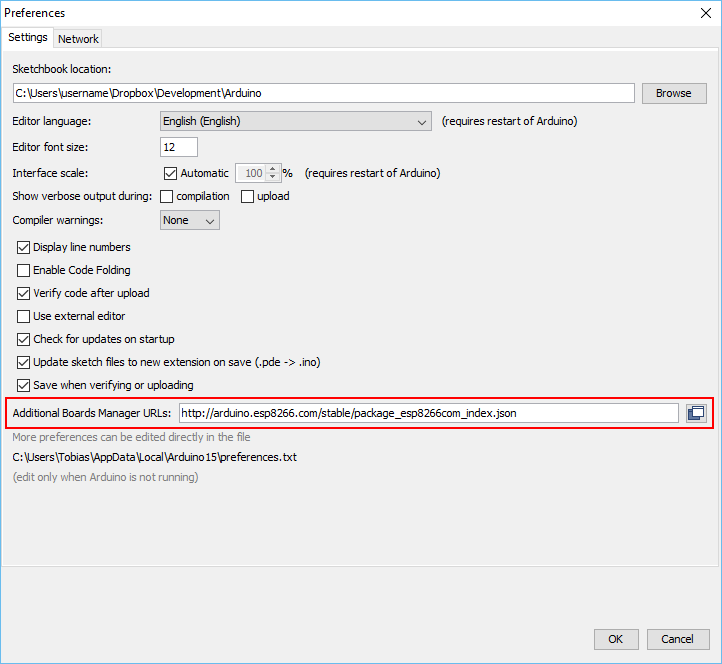 Preferences
Settings Network
Sketchbook location:
C:\Users\username\Dropbox\Development\Arduino Browse
Editor language: English (English) (requires restart of Arduino)
Editor font size: 12
Interface scale: Automatic 100 % (requires restart of Arduino)
Show verbose output during: compilation upload
Compiler warnings: None
Display line numbers
Enable Code Folding
Verify code after upload
Use external editor
Check for updates on startup
Update sketch files to new extension on save (.pde -> .ino)
Save when verifying or uploading
Additional Boards Manager URLs: http://arduino.esp8266.com/stable/package_esp8266com_index.json
More preferences can be edited directly in the file
C:\Users\Tobias\AppData\Local\Arduino15\preferences.txt
(edit only when Arduino is not running)
OK Cancel